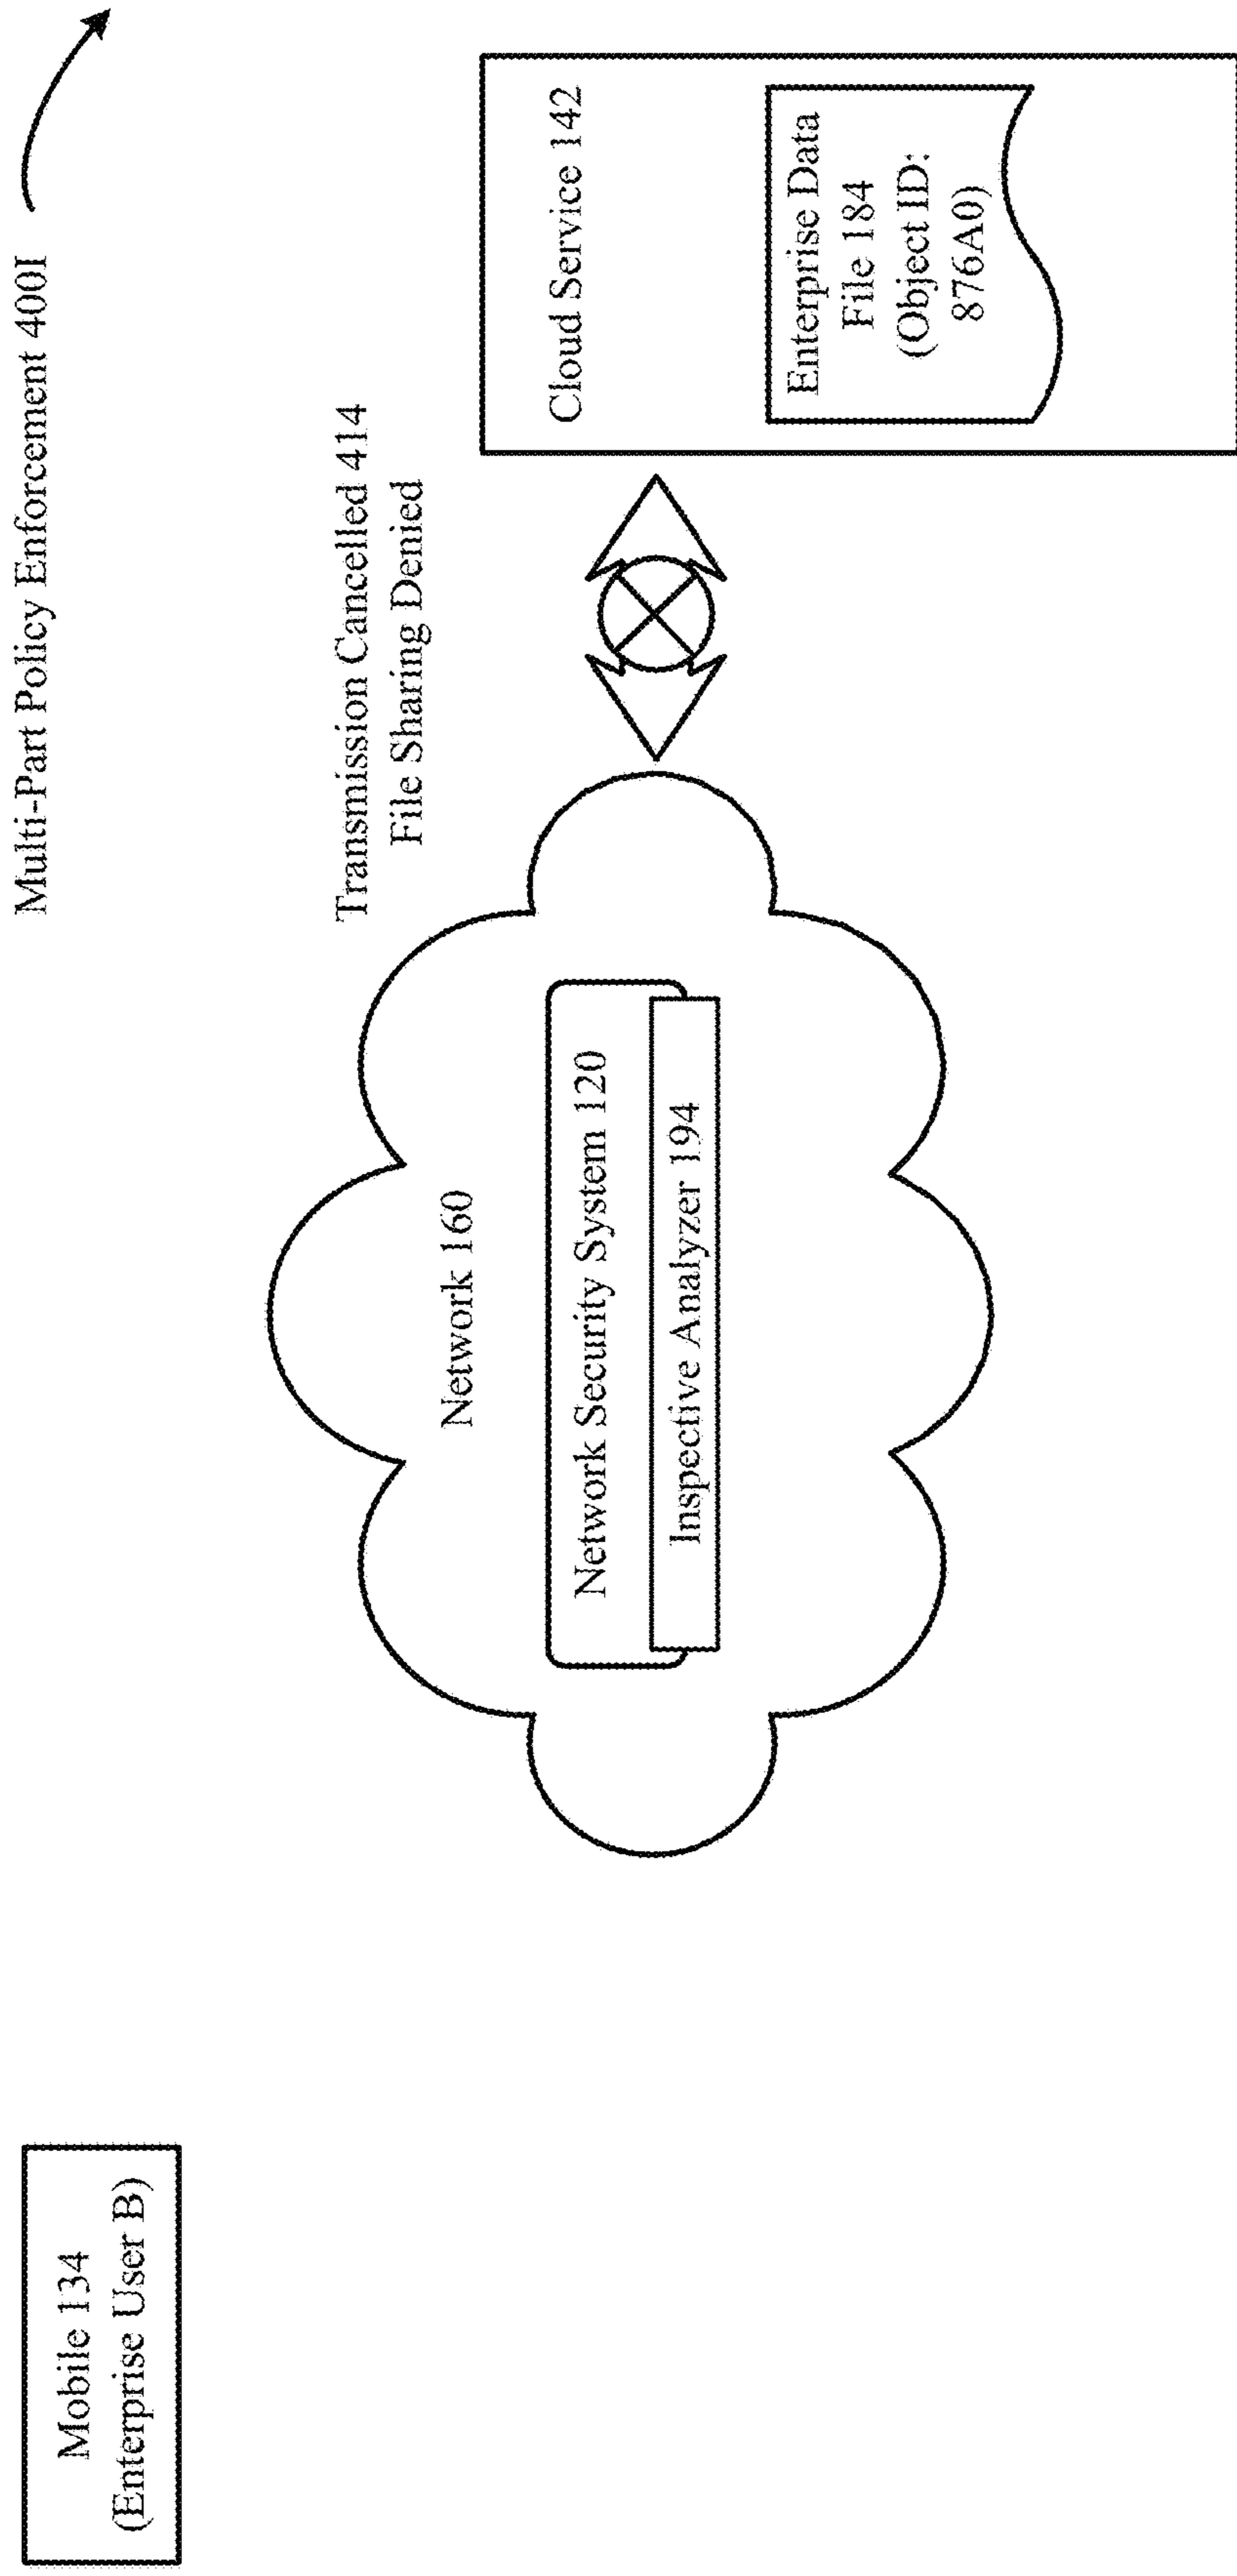 Multi-Part Policy Enforcement 400I
Mobile 134
(Enterprise User B)
Transmission Cancelled 414
File Sharing Denied
Network 160
Network Security System 120
Inspective Analyzer 194
Cloud Service 142
Enterprise Data
File 184
(Object ID:
876A0)